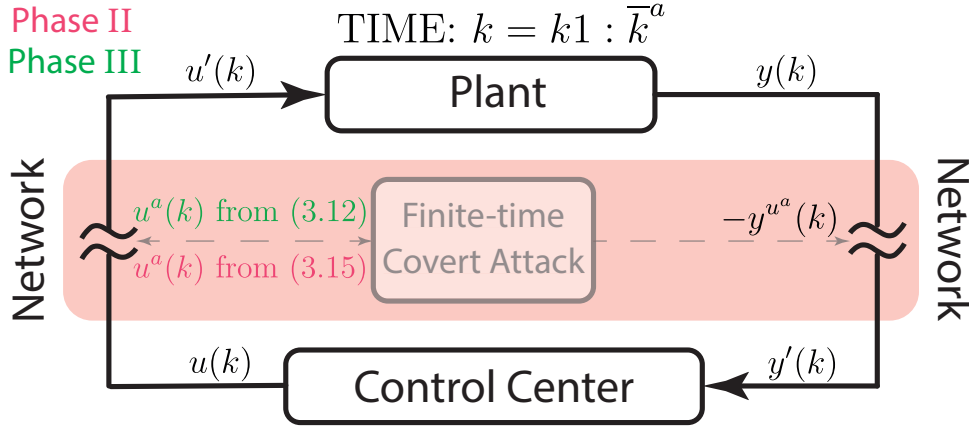 Phase II
Phase III
TIME: $k = k1 : \overline{k}^a$
$u'(k)$
Plant
$y(k)$
Network
$u^a(k)$ from (3.12)
$u^a(k)$ from (3.15)
Finite-time
Covert Attack
$-y^{u^a}(k)$
Network
$u(k)$
Control Center
$y'(k)$